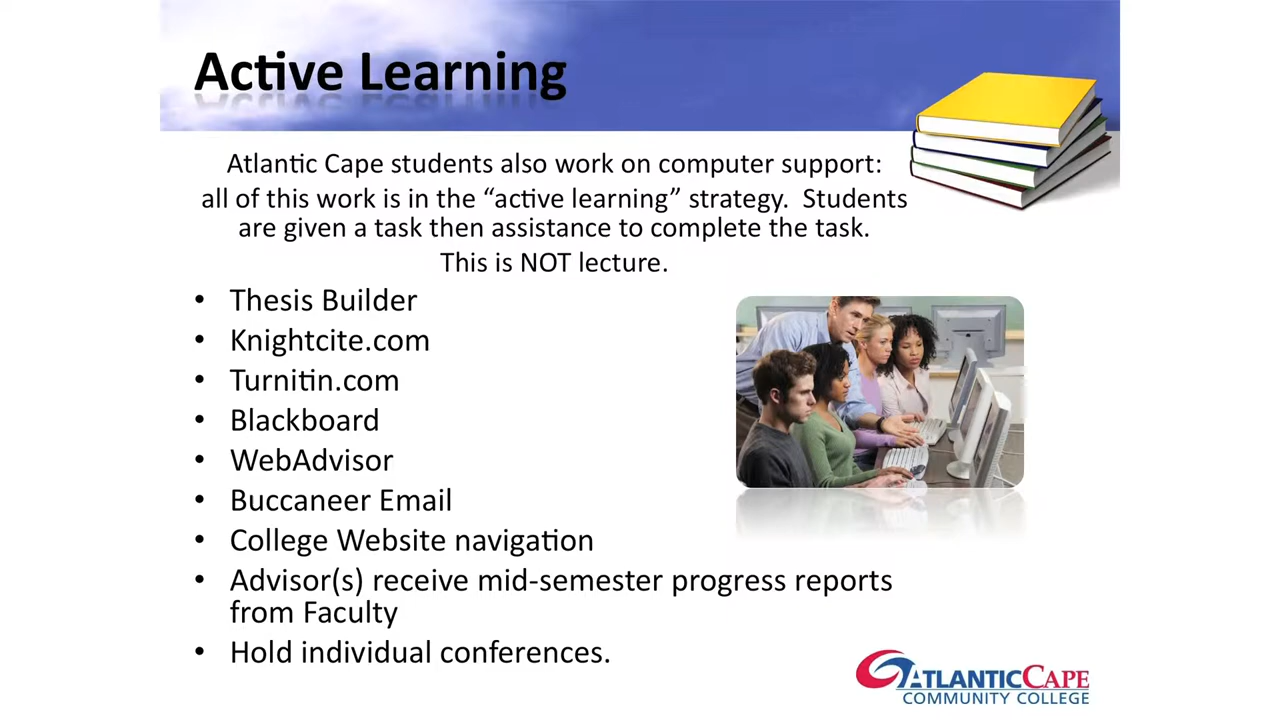 Active Learning
Atlantic Cape students also work on computer support:
all of this work is in the “active learning” strategy.  Students
are given a task then assistance to complete the task.
This is NOT lecture.
• Thesis Builder
• Knightcite.com
• Turnitin.com
• Blackboard
• WebAdvisor
• Buccaneer Email
• College Website navigation
• Advisor(s) receive mid-semester progress reports
from Faculty
• Hold individual conferences.
ATLANTICCAPE
COMMUNITY COLLEGE